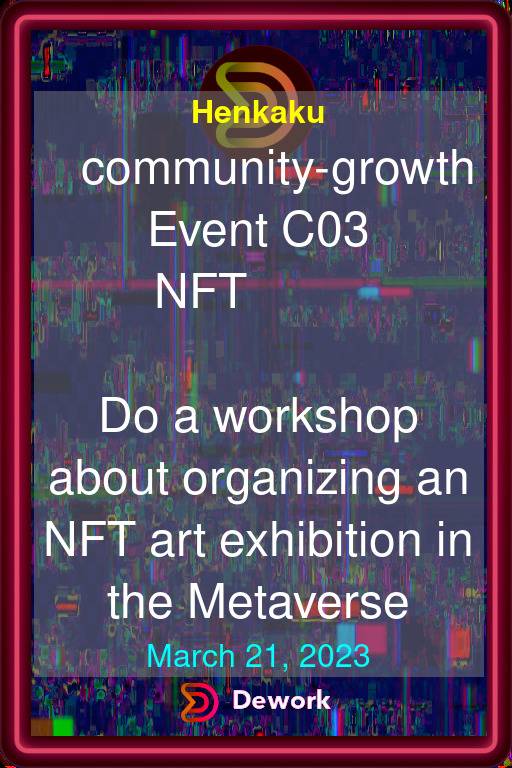 Henkaku
community-growth
Event C03
NFT
Do a workshop
about organizing an
NFT art exhibition in
the Metaverse
March 21, 2023
Dework